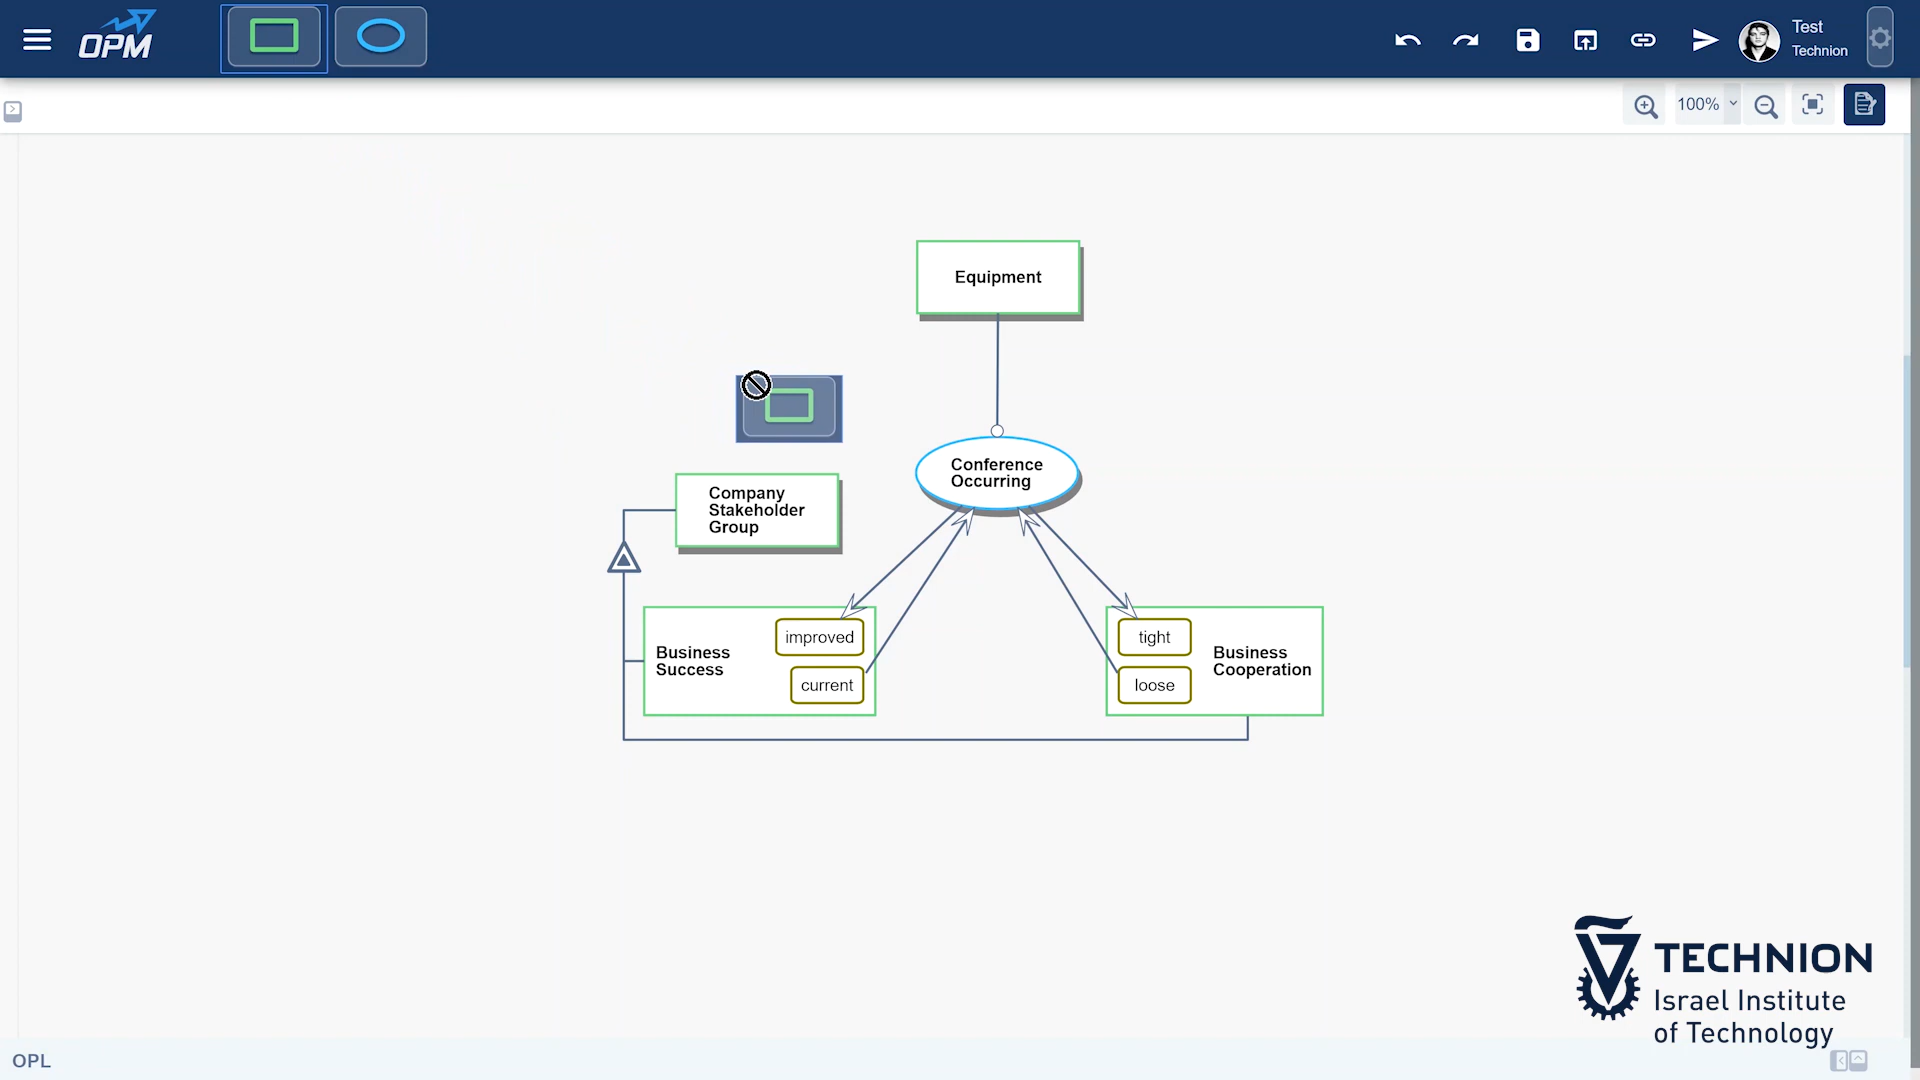 OPM
Test
Technion
100%
Equipment
Conference
Occurring
Company
Stakeholder
Group
improved
Business
Success
current
tight
loose
Business
Cooperation
TECHNION
Israel Institute
of Technology
OPL